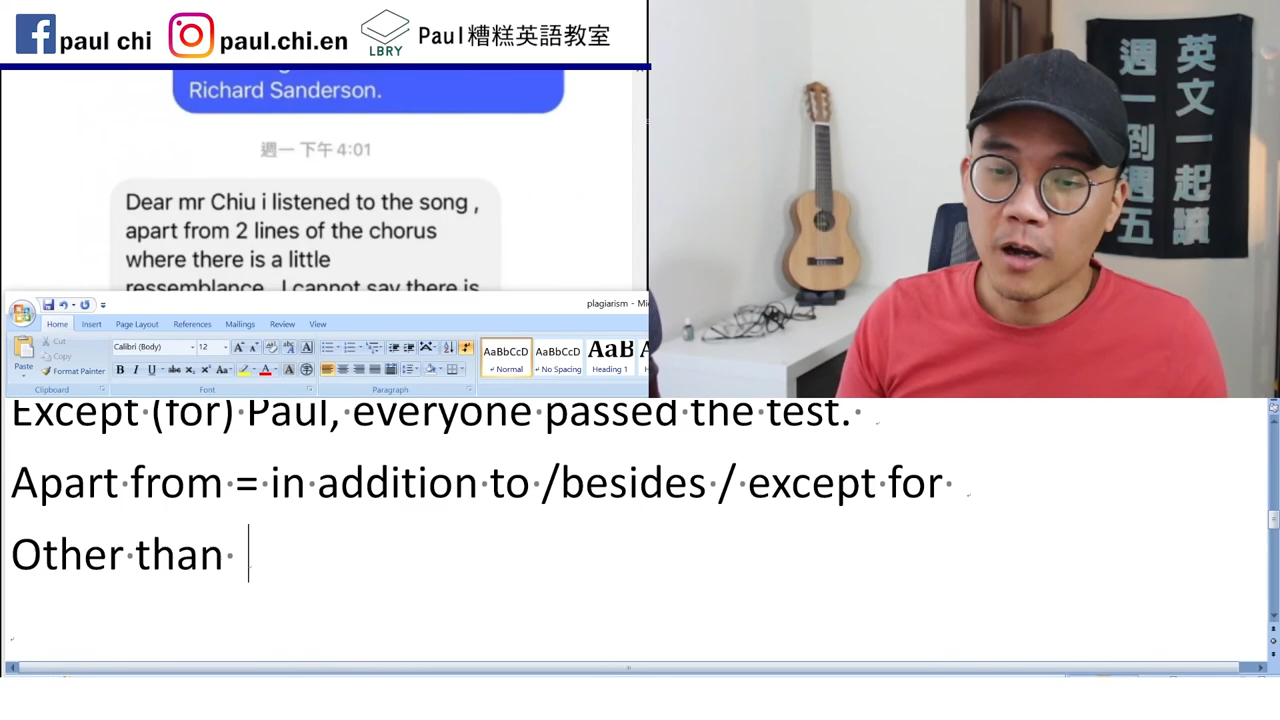 paul chi
paul.chi.en
LBRY
Paul糟糕英語教室
Richard Sanderson.
週一 下午 4:01
Dear mr Chiu i listened to the song ,
apart from 2 lines of the chorus
where there is a little
ressemblance , I cannot say there is
plagiarism - Mi
Home Insert Page Layout References Mailings Review View
Paste
Cut
Copy
Format Painter
Clipboard
Calibri (Body) 12
Font
Paragraph
AaBbCcD AaBbCcD AaB
Normal No Spacing Heading 1
Except (for) Paul, everyone passed the test.
Apart from = in addition to /besides / except for
Other than
英文一起讀
週一到週五